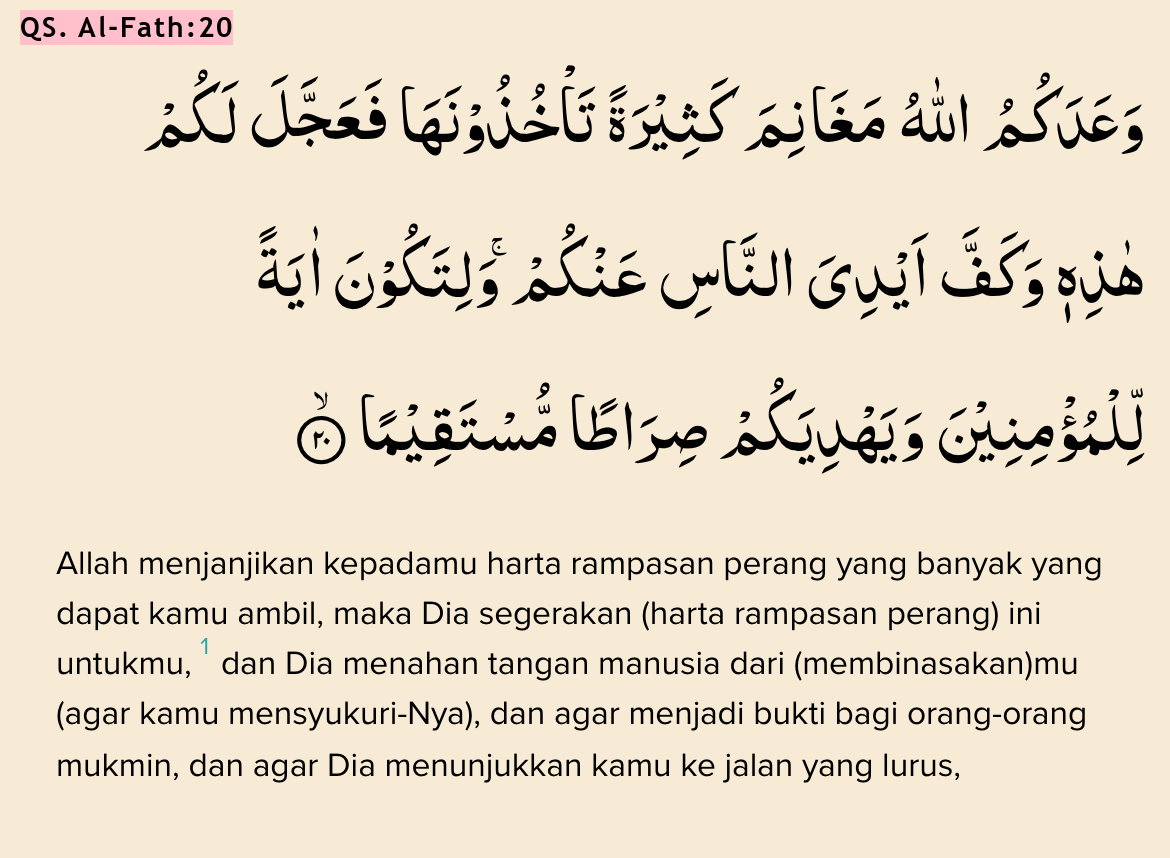 QS. Al-Fath:20
وَعَدَكُمُ اللّٰهُ مَغَانِمَ كَثِيْرَةً تَأْخُذُوْنَهَا فَعَجَّلَ لَكُمْ
هٰذِهٖ وَكَفَّ اَيْدِيَ النَّاسِ عَنْكُمْۚ وَلِتَكُوْنَ اٰيَةً
لِّلْمُؤْمِنِيْنَ وَيَهْدِيَكُمْ صِرَاطًا مُّسْتَقِيْمًاۙ ٢٠
Allah menjanjikan kepadamu harta rampasan perang yang banyak yang
dapat kamu ambil, maka Dia segerakan (harta rampasan perang) ini
untukmu, 1 dan Dia menahan tangan manusia dari (membinasakan)mu
(agar kamu mensyukuri-Nya), dan agar menjadi bukti bagi orang-orang
mukmin, dan agar Dia menunjukkan kamu ke jalan yang lurus,